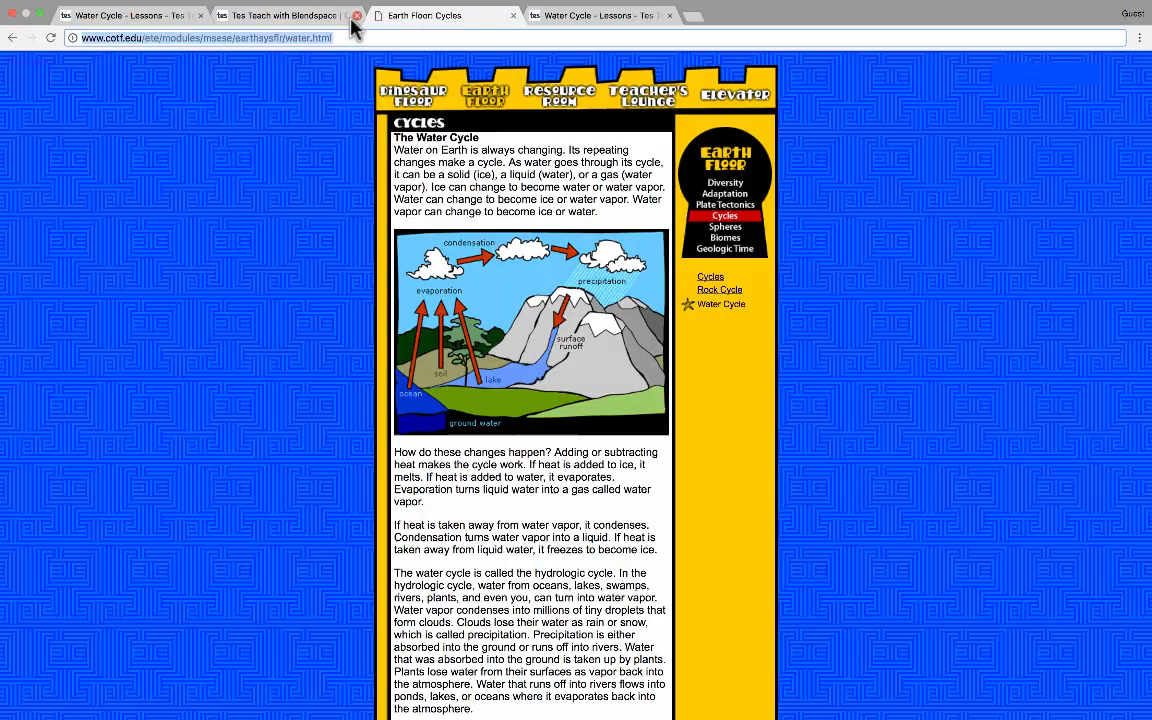 Water Cycle - Lessons - Tes T
Tes Teach with Blendspace |
Earth Floor: Cycles
Water Cycle - Lessons - Tes T
Guest
www.cotf.edu/ete/modules/msese/earthsysflr/water.html
DINOSAUR FLOOR
EARTH FLOOR
RESOURCE ROOM
TEACHER'S LOUNGE
ELEVATOR
CYCLES
The Water Cycle
Water on Earth is always changing. Its repeating
changes make a cycle. As water goes through its cycle,
it can be a solid (ice), a liquid (water), or a gas (water
vapor). Ice can change to become water or water vapor.
Water can change to become ice or water vapor. Water
vapor can change to become ice or water.
condensation
precipitation
evaporation
surface
runoff
soil
lake
ocean
ground water
How do these changes happen? Adding or subtracting
heat makes the cycle work. If heat is added to ice, it
melts. If heat is added to water, it evaporates.
Evaporation turns liquid water into a gas called water
vapor.
If heat is taken away from water vapor, it condenses.
Condensation turns water vapor into a liquid. If heat is
taken away from liquid water, it freezes to become ice.
The water cycle is called the hydrologic cycle. In the
hydrologic cycle, water from oceans, lakes, swamps,
rivers, plants, and even you, can turn into water vapor.
Water vapor condenses into millions of tiny droplets that
form clouds. Clouds lose their water as rain or snow,
which is called precipitation. Precipitation is either
absorbed into the ground or runs off into rivers. Water
that was absorbed into the ground is taken up by plants.
Plants lose water from their surfaces as vapor back into
the atmosphere. Water that runs off into rivers flows into
ponds, lakes, or oceans where it evaporates back into
the atmosphere.
EARTH
FLOOR
Diversity
Adaptation
Plate Tectonics
Cycles
Spheres
Biomes
Geologic Time
Cycles
Rock Cycle
Water Cycle